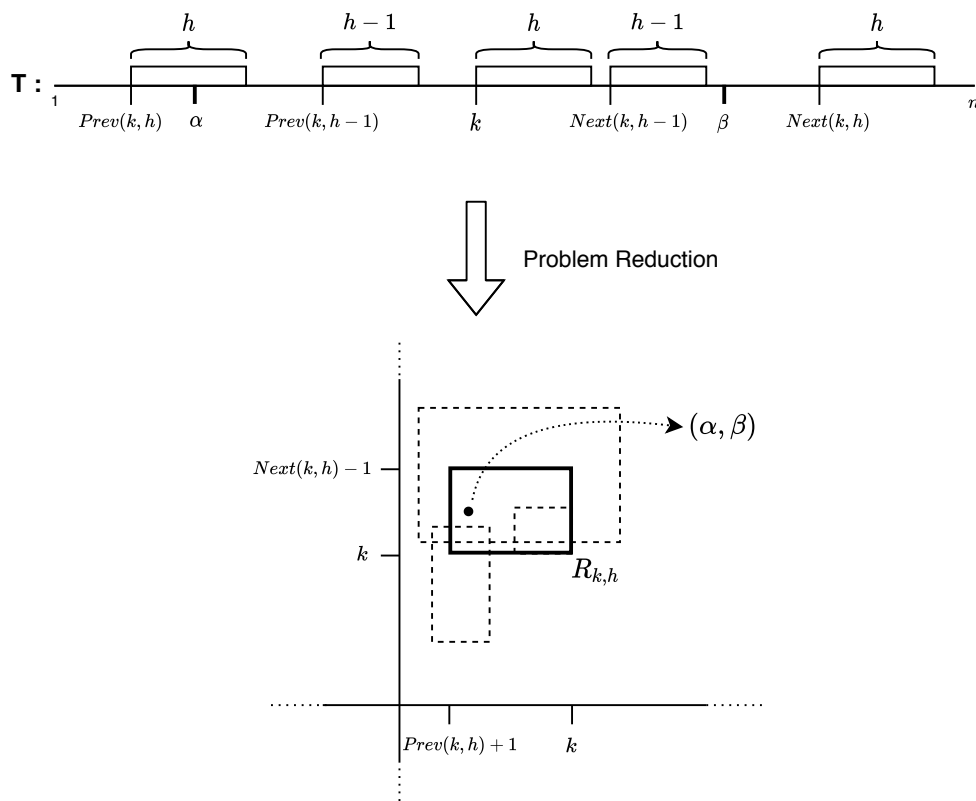 h h − 1 h h − 1 h
T :
1 n
Prev(k, h) α Prev(k, h−1) k Next(k, h−1) β Next(k, h)
Problem Reduction
(α, β)
Next(k, h) − 1
k
R_{k,h}
Prev(k, h) + 1 k